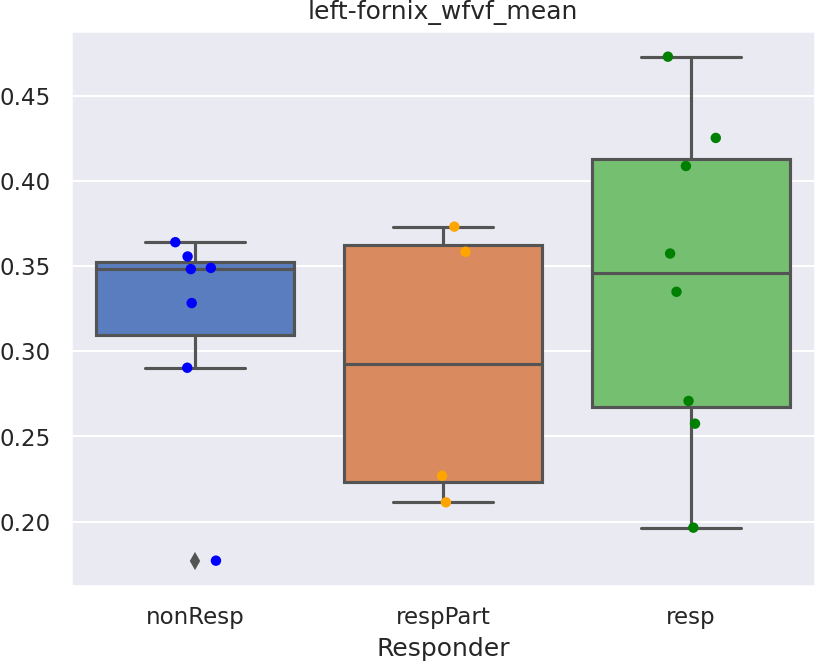 left-fornix_wfvf_mean
0.45
0.40
0.35
0.30
0.25
0.20
nonResp
respPart
resp
Responder